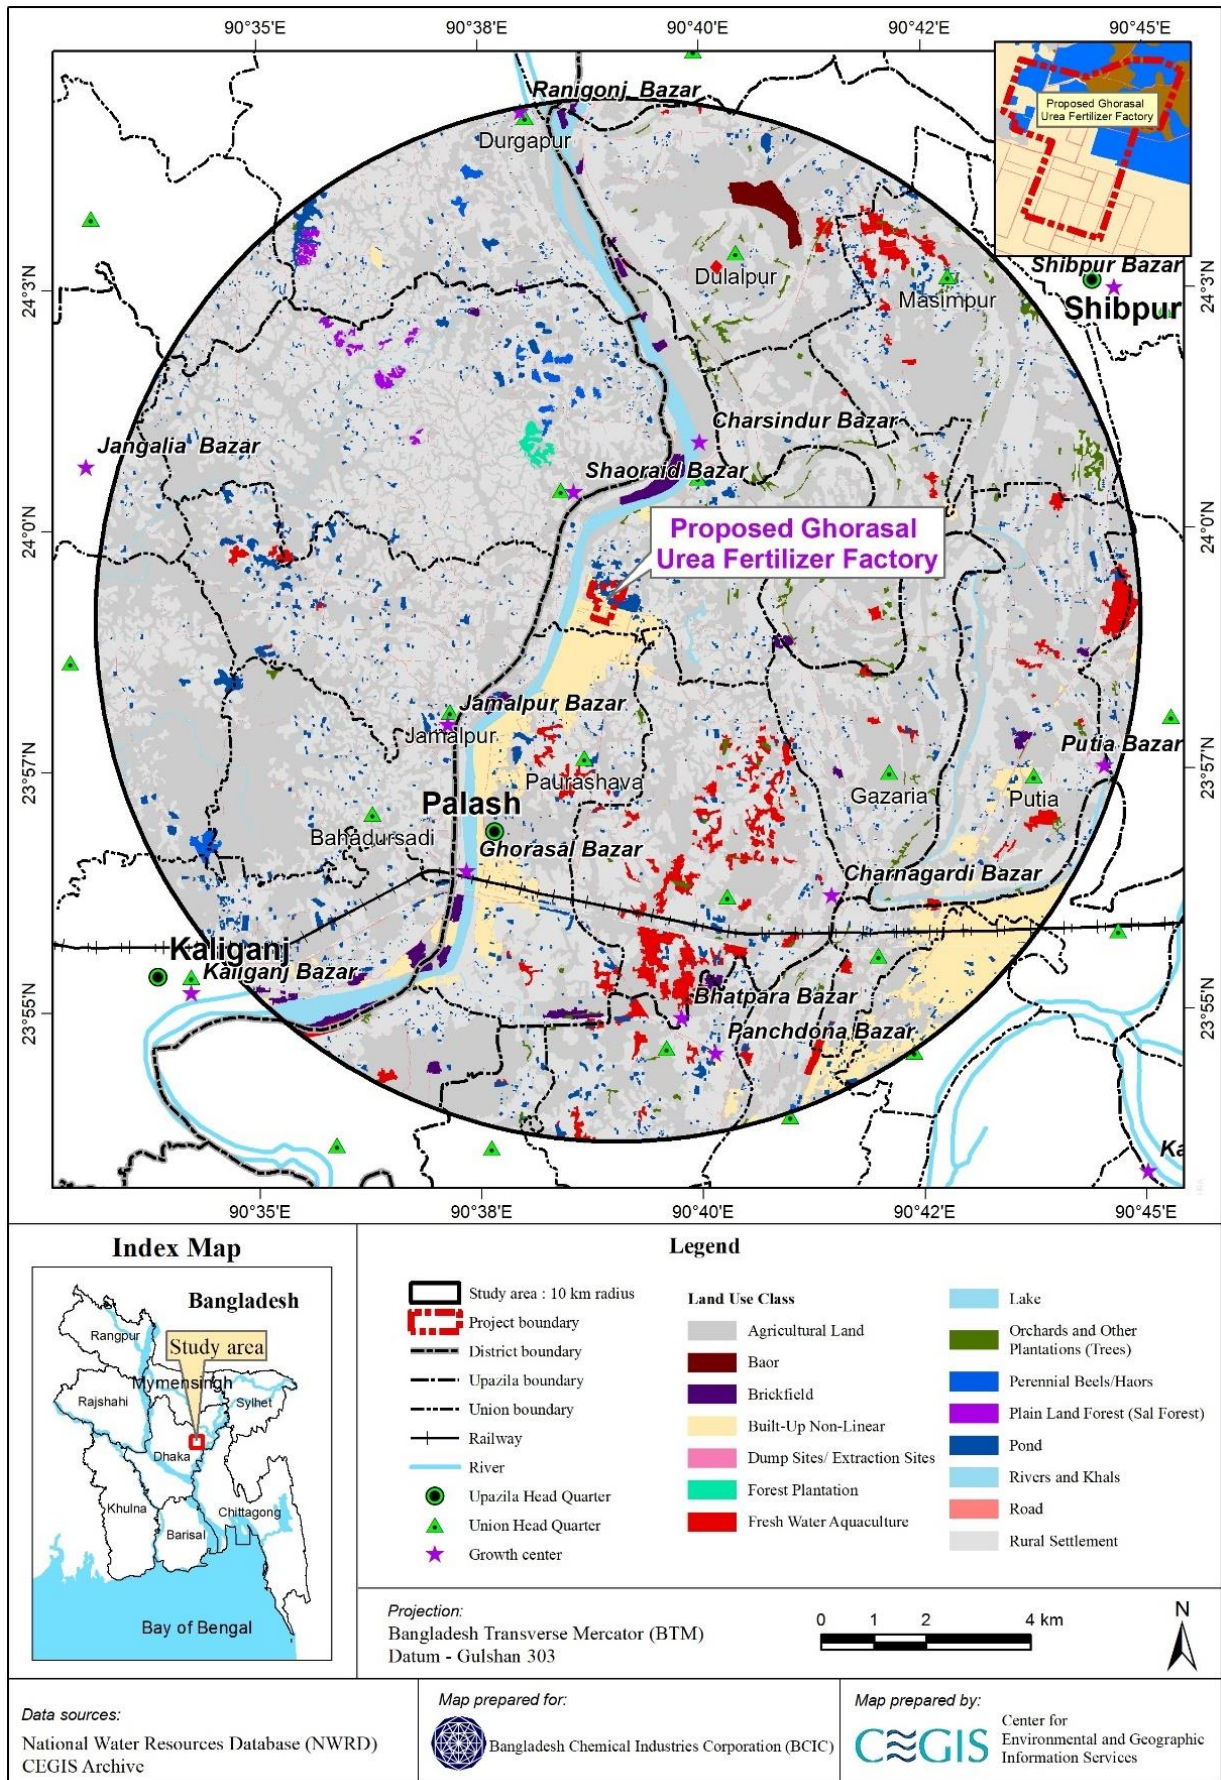 90°35'E 90°38'E 90°40'E 90°42'E 90°45'E
Proposed Ghorasal
Urea Fertilizer Factory
Ranigonj Bazar
Durgapur
24°3'N
24°3'N
Dulalpur
Masimpur
Shibpur Bazar
Shibpur
Jangalia Bazar
Charsindur Bazar
Shaoraid Bazar
24°0'N
24°0'N
Proposed Ghorasal
Urea Fertilizer Factory
Jamalpur Bazar
Jamalpur
Putia Bazar
23°57'N
23°57'N
Paurashava
Gazaria
Putia
Palash
Bahadursadi
Ghorasal Bazar
Charnagardi Bazar
Kaliganj
Kaliganj Bazar
Bhatpara Bazar
23°55'N
23°55'N
Panchdona Bazar
Ka
90°35'E 90°38'E 90°40'E 90°42'E 90°45'E
Index Map
Bangladesh
Rangpur
Study area
Mymensingh
Rajshahi
Sylhet
Dhaka
Khulna
Chittagong
Barisal
Bay of Bengal
Legend
Study area : 10 km radius
Project boundary
District boundary
Upazila boundary
Union boundary
Railway
River
Upazila Head Quarter
Union Head Quarter
Growth center
Land Use Class
Agricultural Land
Baor
Brickfield
Built-Up Non-Linear
Dump Sites/ Extraction Sites
Forest Plantation
Fresh Water Aquaculture
Lake
Orchards and Other
Plantations (Trees)
Perennial Beels/Haors
Plain Land Forest (Sal Forest)
Pond
Rivers and Khals
Road
Rural Settlement
Projection:
Bangladesh Transverse Mercator (BTM)
Datum - Gulshan 303
0 1 2 4 km
N
Data sources:
National Water Resources Database (NWRD)
CEGIS Archive
Map prepared for:
Bangladesh Chemical Industries Corporation (BCIC)
Map prepared by:
CEGIS
Center for
Environmental and Geographic
Information Services